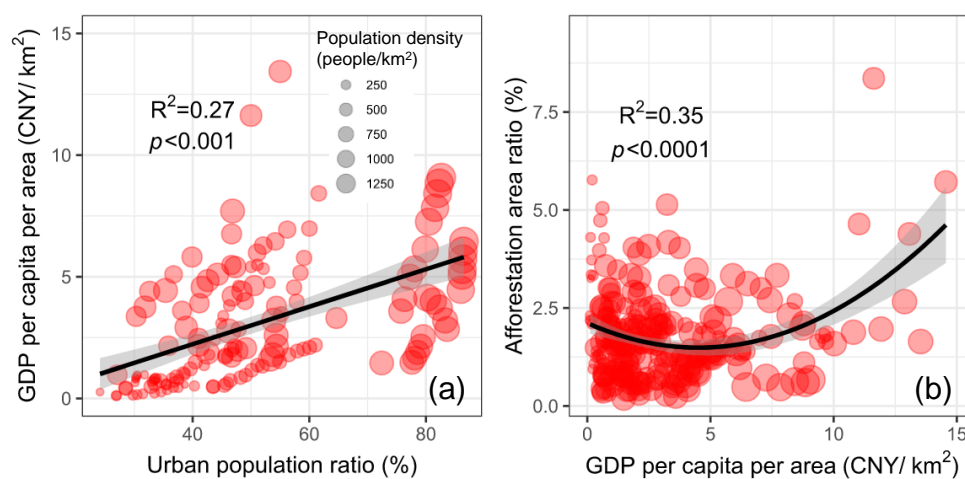 GDP per capita per area (CNY/ km²)
15
10
5
0
R²=0.27
p<0.001
Population density
(people/km²)
250
500
750
1000
1250
(a)
40
60
80
Urban population ratio (%)
Afforestation area ratio (%)
7.5
5.0
2.5
0.0
R²=0.35
p<0.0001
(b)
0
5
10
15
GDP per capita per area (CNY/ km²)